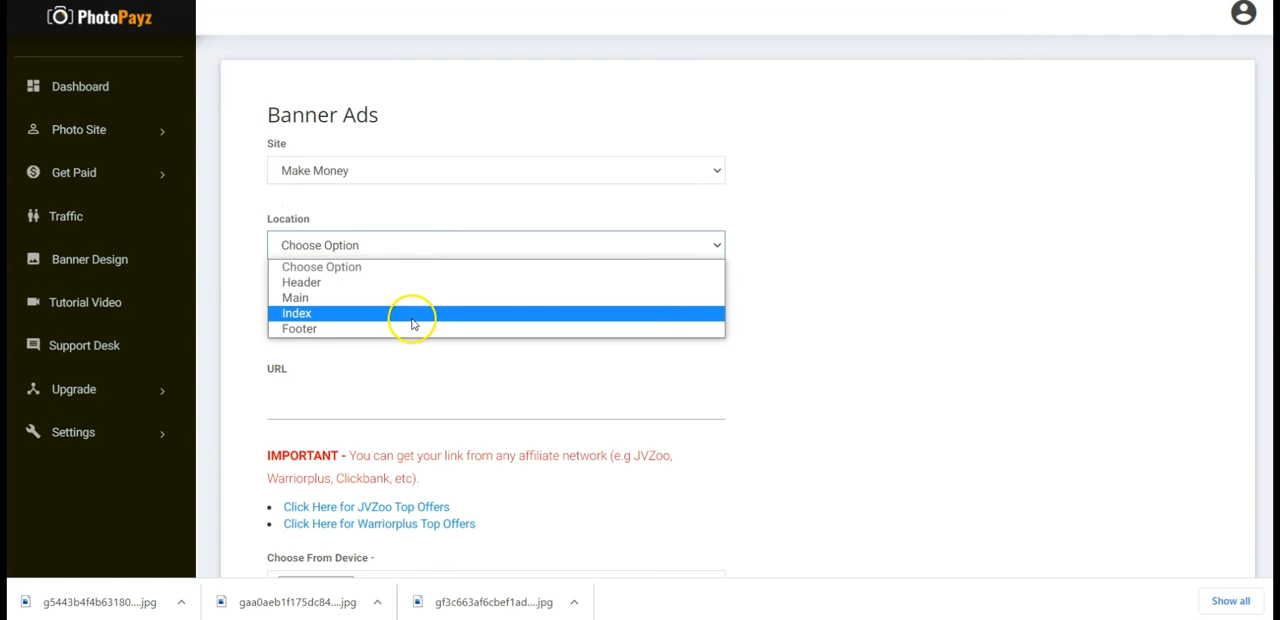 PhotoPayz
Dashboard
Photo Site
Get Paid
Traffic
Banner Design
Tutorial Video
Support Desk
Upgrade
Settings
Banner Ads
Site
Make Money
Location
Choose Option
Choose Option
Header
Main
Index
Footer
URL
IMPORTANT - You can get your link from any affiliate network (e.g JVZoo,
Warriorplus, Clickbank, etc).
Click Here for JVZoo Top Offers
Click Here for Warriorplus Top Offers
Choose From Device -
g5443b4f4b63180....jpg
gaa0aeb1f175dc84....jpg
gf3c663af6cbef1ad....jpg
Show all